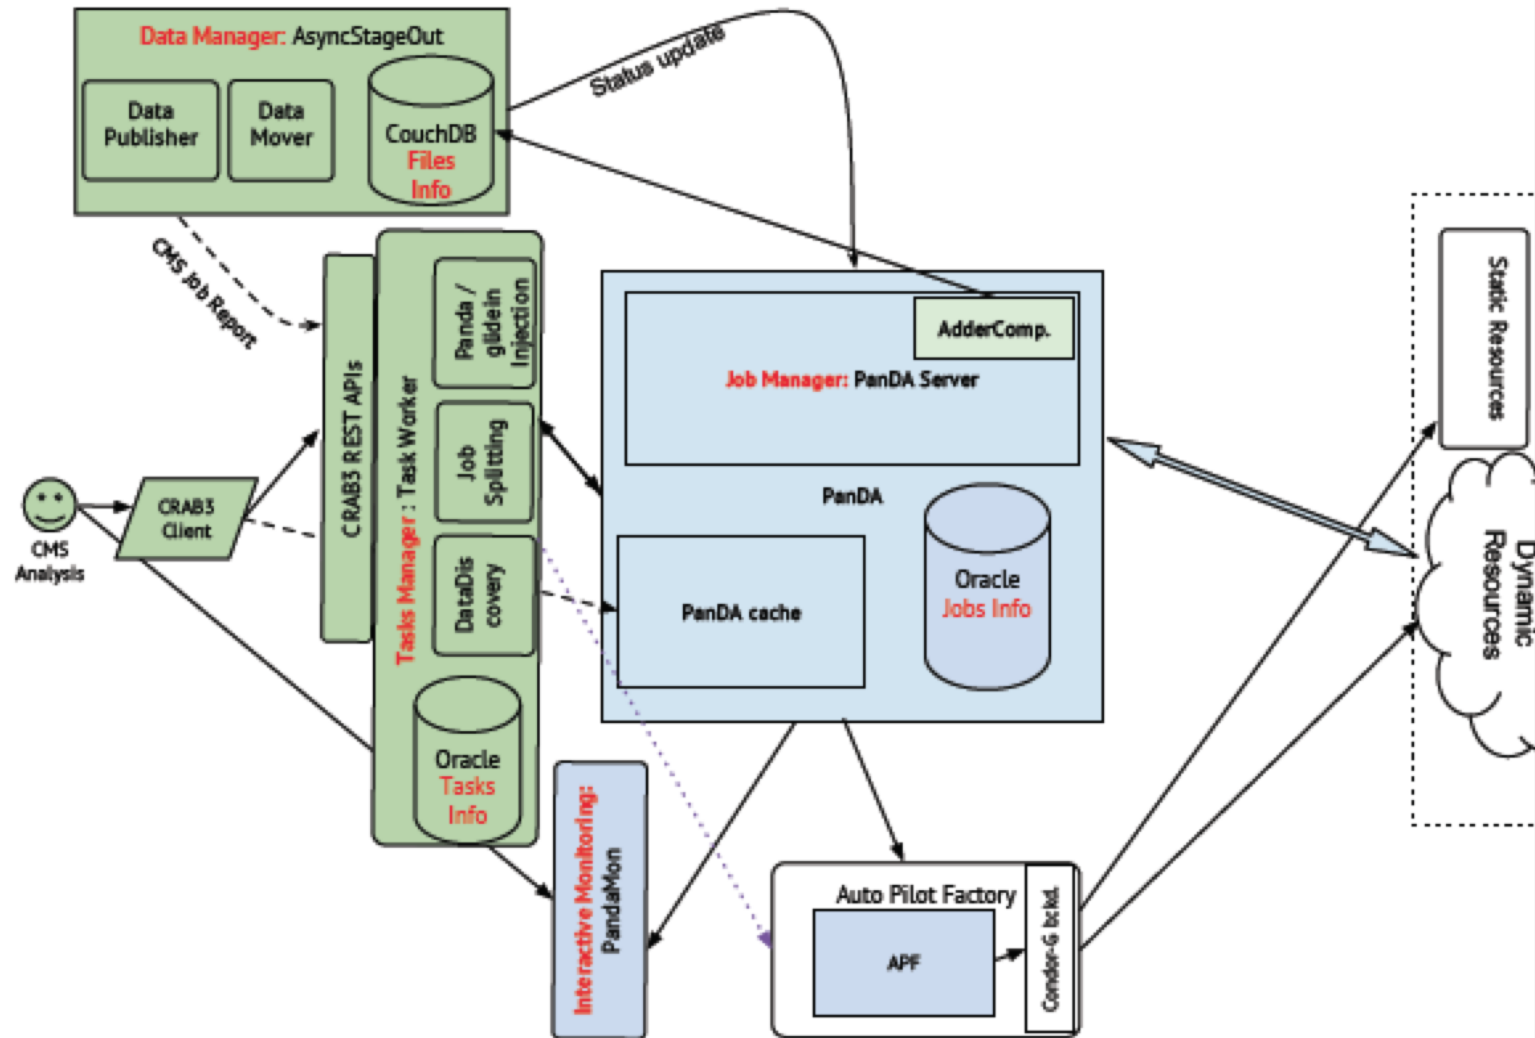 Data Manager: AsyncStageOut
Data
Publisher
Data
Mover
CouchDB
Files
Info
Status update
CMS Job Report
CRAB3 REST APIs
Tasks Manager : Task Worker
Panda /
glidein
Injection
Job
Splitting
DataDis
covery
Oracle
Tasks
Info
CMS
Analysis
CRAB3
Client
AdderComp.
Job Manager: PanDA Server
PanDA
PanDA cache
Oracle
Jobs Info
Interactive Monitoring:
PandaMon
Auto Pilot Factory
APF
Condor-G bckd.
Static Resources
Dynamic
Resources